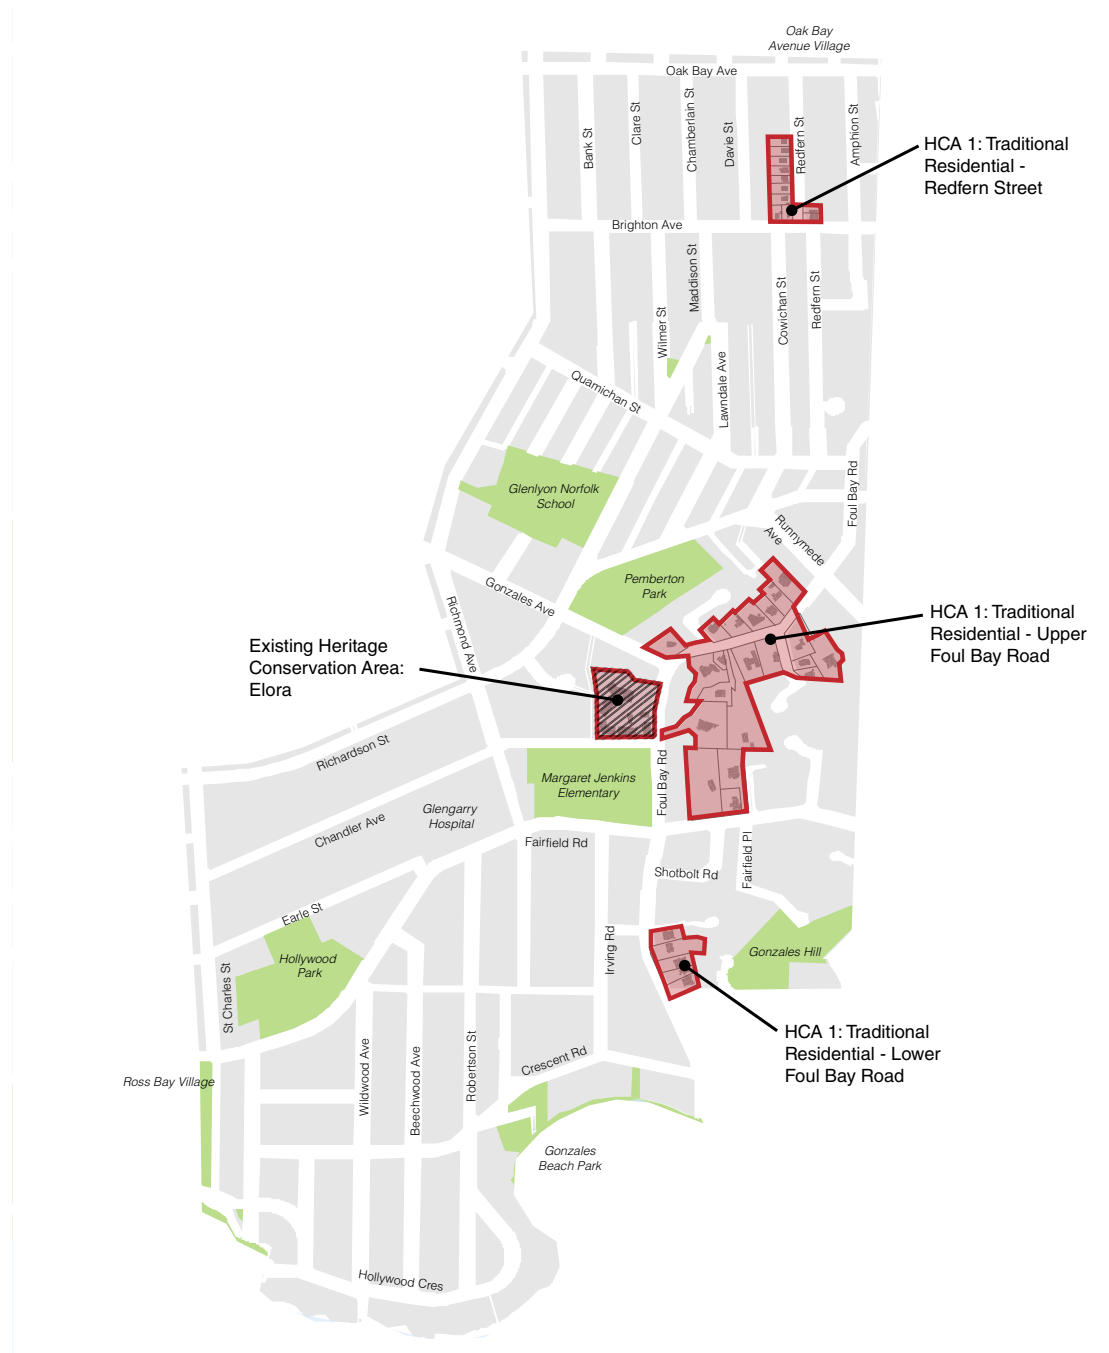 Oak Bay
Avenue Village
Oak Bay Ave
Bank St
Clare St
Chamberlain St
Davie St
Redfern St
Amphion St
HCA 1: Traditional
Residential -
Redfern Street
Brighton Ave
Maddison St
Wilmer St
Cowichan St
Redfern St
Lawndale Ave
Quamichan St
Foul Bay Rd
Glenlyon Norfolk
School
Runnymede
Ave
Pemberton
Park
Gonzales Ave
Richmond Ave
HCA 1: Traditional
Residential - Upper
Foul Bay Road
Existing Heritage
Conservation Area:
Elora
Richardson St
Foul Bay Rd
Margaret Jenkins
Elementary
Chandler Ave
Glengarry
Hospital
Fairfield Rd
Fairfield Pl
Shotbolt Rd
Earle St
Irving Rd
Gonzales Hill
Hollywood
Park
St Charles St
HCA 1: Traditional
Residential - Lower
Foul Bay Road
Crescent Rd
Wildwood Ave
Beechwood Ave
Robertson St
Ross Bay Village
Gonzales
Beach Park
Hollywood Cres